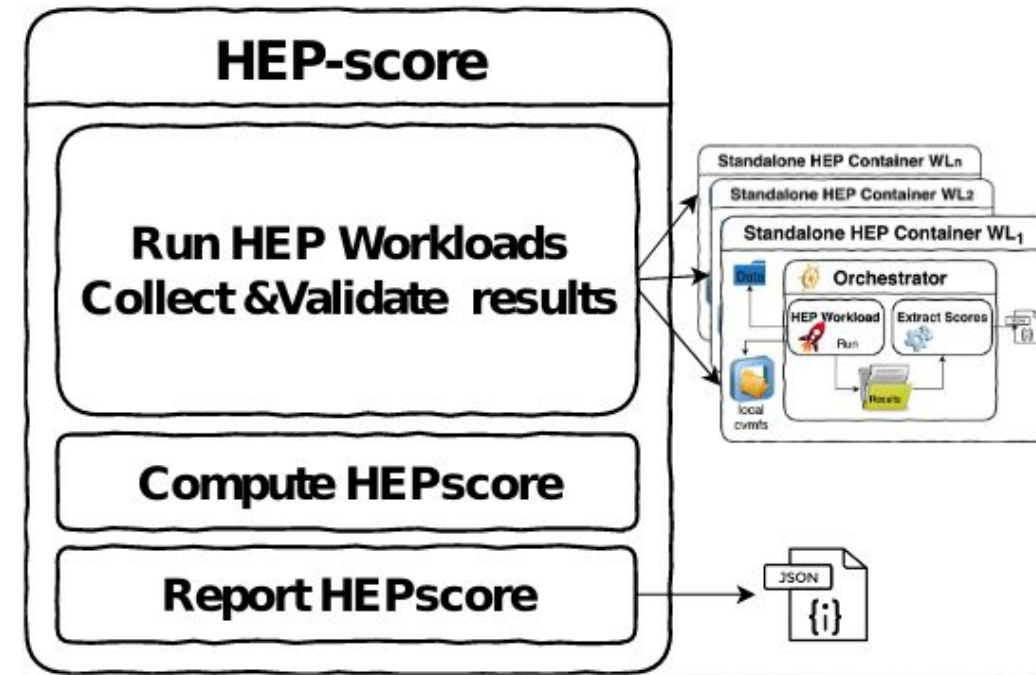 HEP-score
Run HEP Workloads
Collect &Validate results
Compute HEPscore
Report HEPscore
Standalone HEP Container WLn
Standalone HEP Container WL2
Standalone HEP Container WL1
Data
Orchestrator
HEP Workload
Run
Extract Scores
JSON
{i}
Results
local
cvmfs
JSON
{i}